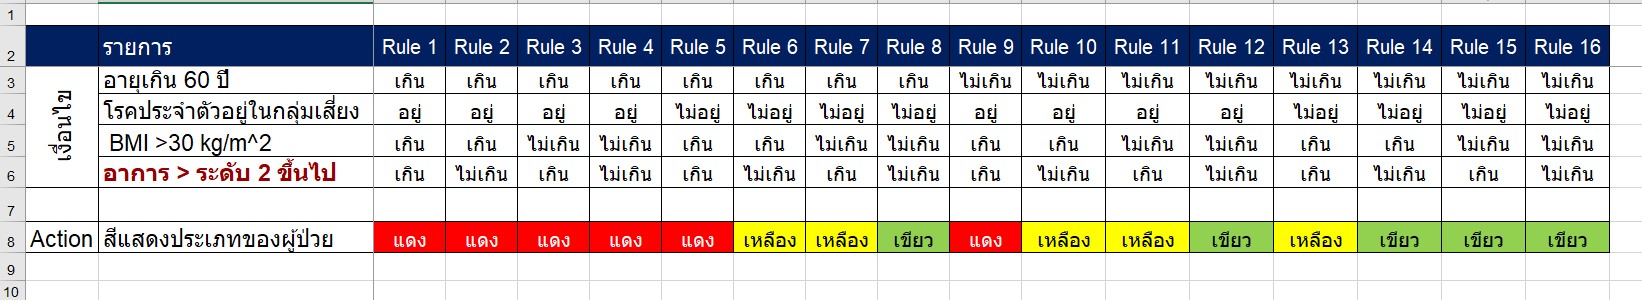 1
2 รายการ Rule 1 Rule 2 Rule 3 Rule 4 Rule 5 Rule 6 Rule 7 Rule 8 Rule 9 Rule 10 Rule 11 Rule 12 Rule 13 Rule 14 Rule 15 Rule 16
เงื่อนไข
3 อายุเกิน 60 ปี เกิน เกิน เกิน เกิน เกิน เกิน เกิน เกิน ไม่เกิน ไม่เกิน ไม่เกิน ไม่เกิน ไม่เกิน ไม่เกิน ไม่เกิน ไม่เกิน
4 โรคประจำตัวอยู่ในกลุ่มเสี่ยง อยู่ อยู่ อยู่ อยู่ ไม่อยู่ ไม่อยู่ ไม่อยู่ ไม่อยู่ อยู่ อยู่ อยู่ อยู่ ไม่อยู่ ไม่อยู่ ไม่อยู่ ไม่อยู่
5 BMI >30 kg/m^2 เกิน เกิน ไม่เกิน ไม่เกิน เกิน เกิน ไม่เกิน ไม่เกิน เกิน เกิน ไม่เกิน ไม่เกิน เกิน เกิน ไม่เกิน ไม่เกิน
6 อาการ > ระดับ 2 ขึ้นไป เกิน ไม่เกิน เกิน ไม่เกิน เกิน ไม่เกิน เกิน ไม่เกิน เกิน ไม่เกิน เกิน ไม่เกิน เกิน ไม่เกิน เกิน ไม่เกิน
7
8 Action สีแสดงประเภทของผู้ป่วย แดง แดง แดง แดง แดง เหลือง เหลือง เขียว แดง เหลือง เหลือง เขียว เหลือง เขียว เขียว เขียว
9
10